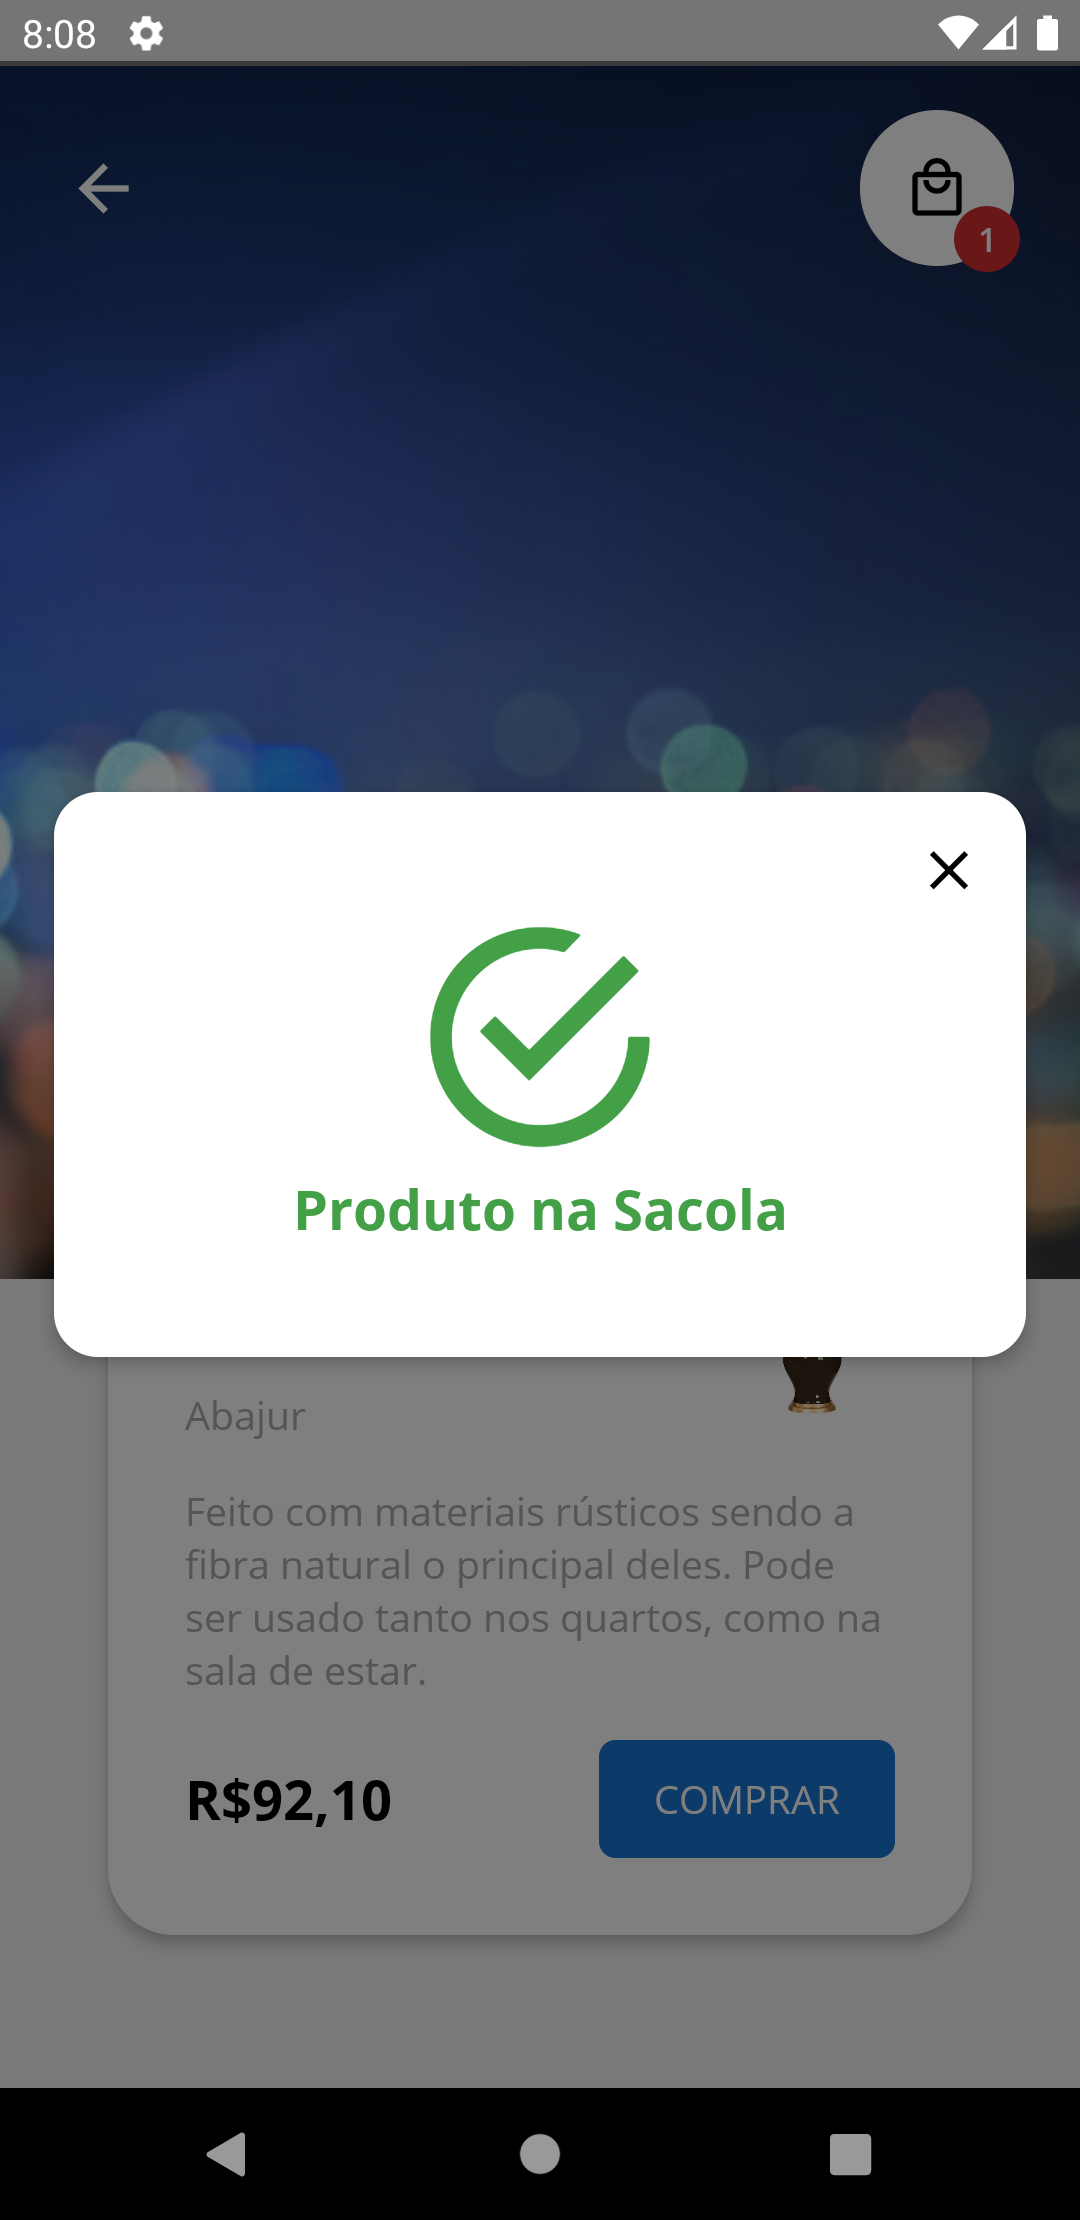 8:08
1
Produto na Sacola
Abajur
Feito com materiais rústicos sendo a
fibra natural o principal deles. Pode
ser usado tanto nos quartos, como na
sala de estar.
R$92,10
COMPRAR